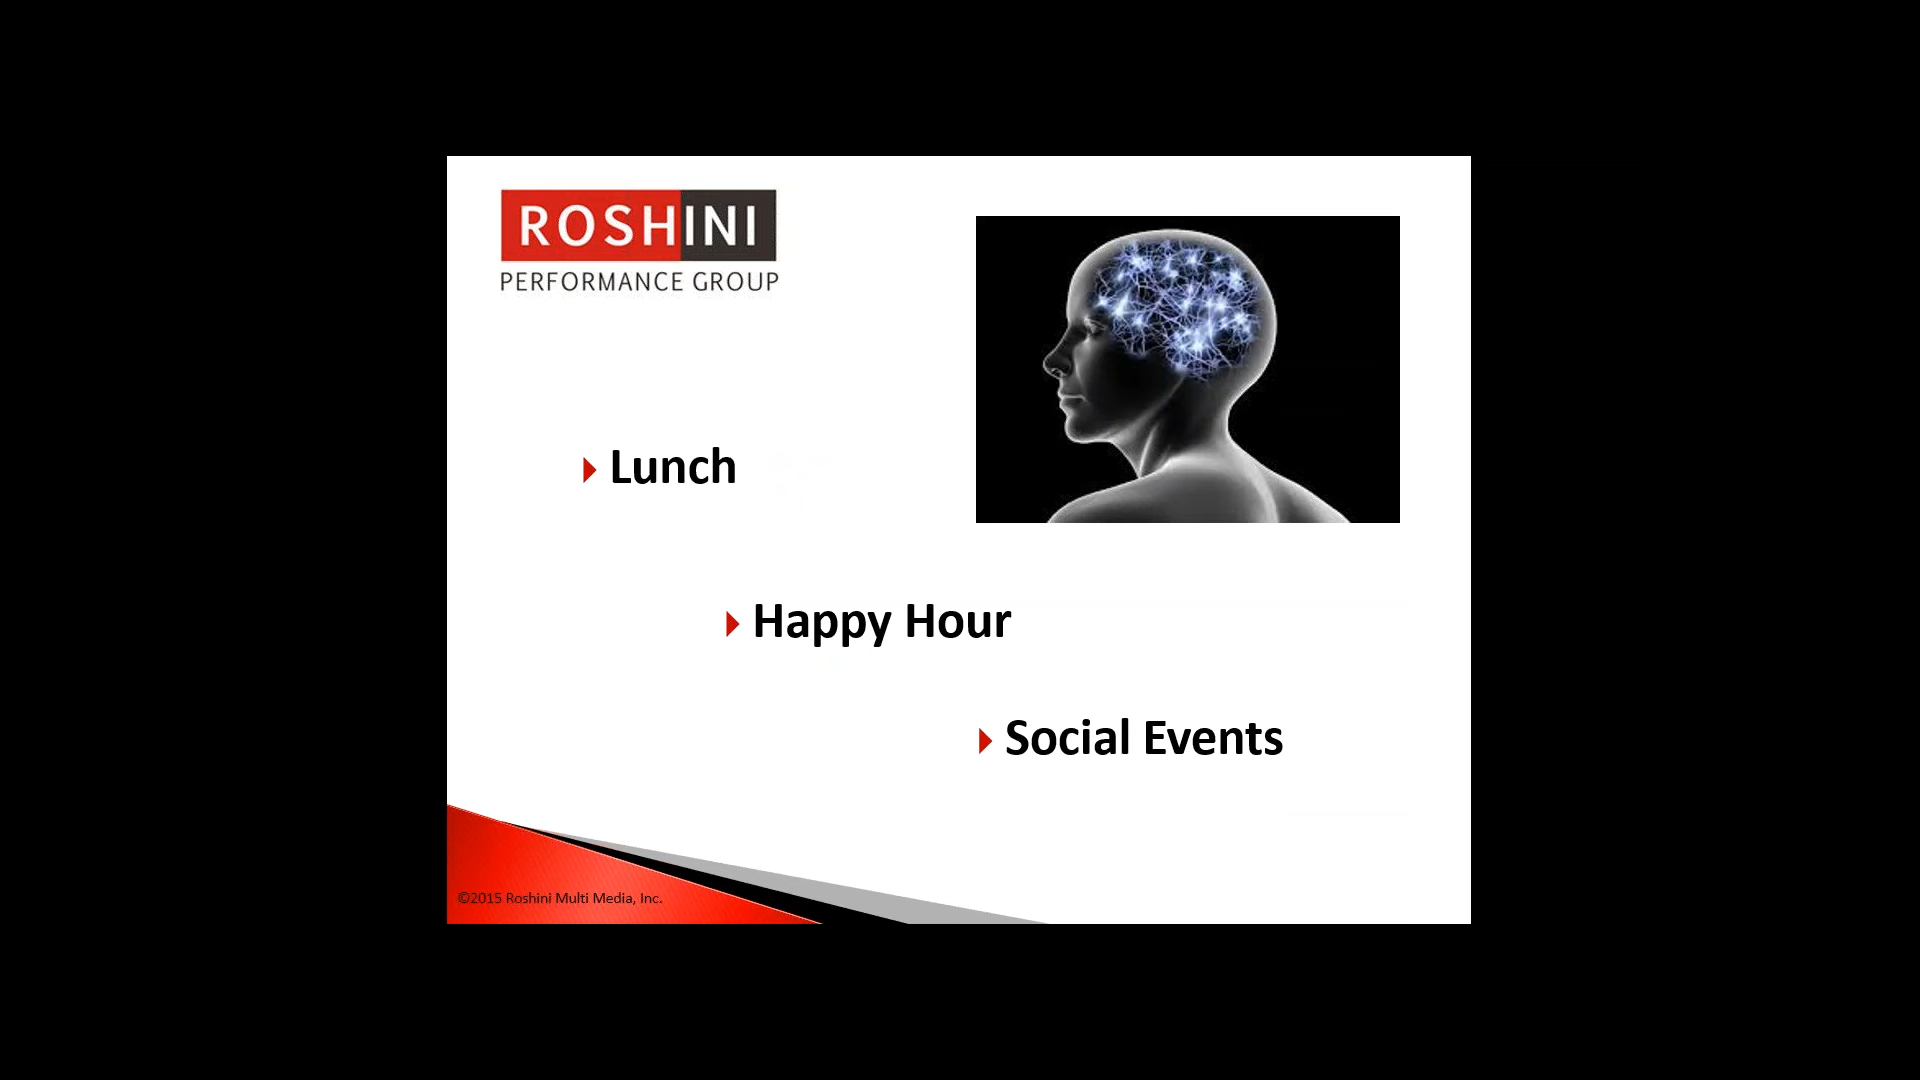 ROSHINI
PERFORMANCE GROUP
Lunch
Happy Hour
Social Events
©2015 Roshini Multi Media, Inc.